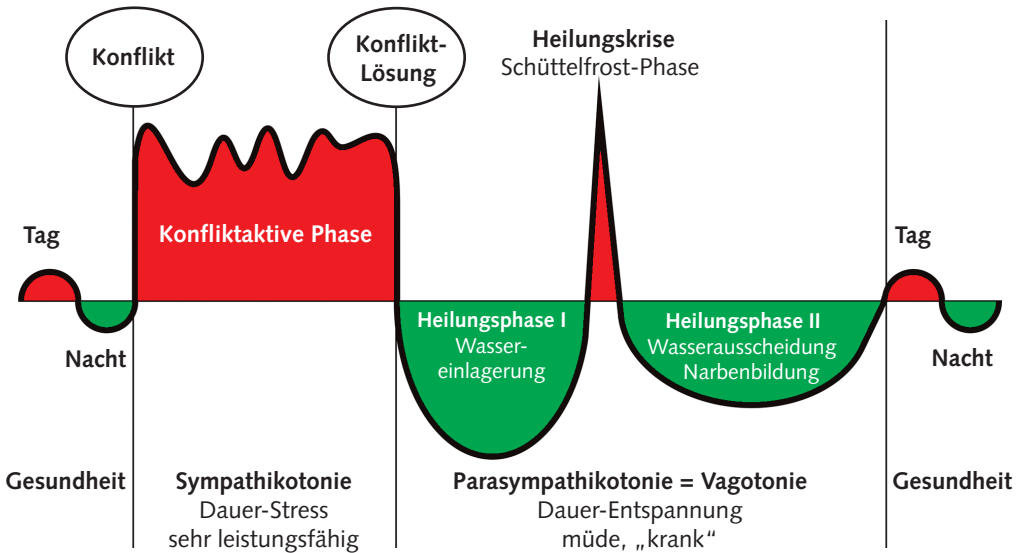 Konflikt
Konflikt-
Lösung
Heilungskrise
Schüttelfrost-Phase
Tag
Konfliktaktive Phase
Tag
Nacht
Heilungsphase I
Wasser-
einlagerung
Heilungsphase II
Wasserausscheidung
Narbenbildung
Nacht
Gesundheit
Sympathikotonie
Dauer-Stress
sehr leistungsfähig
Parasympathikotonie = Vagotonie
Dauer-Entspannung
müde, „krank“
Gesundheit